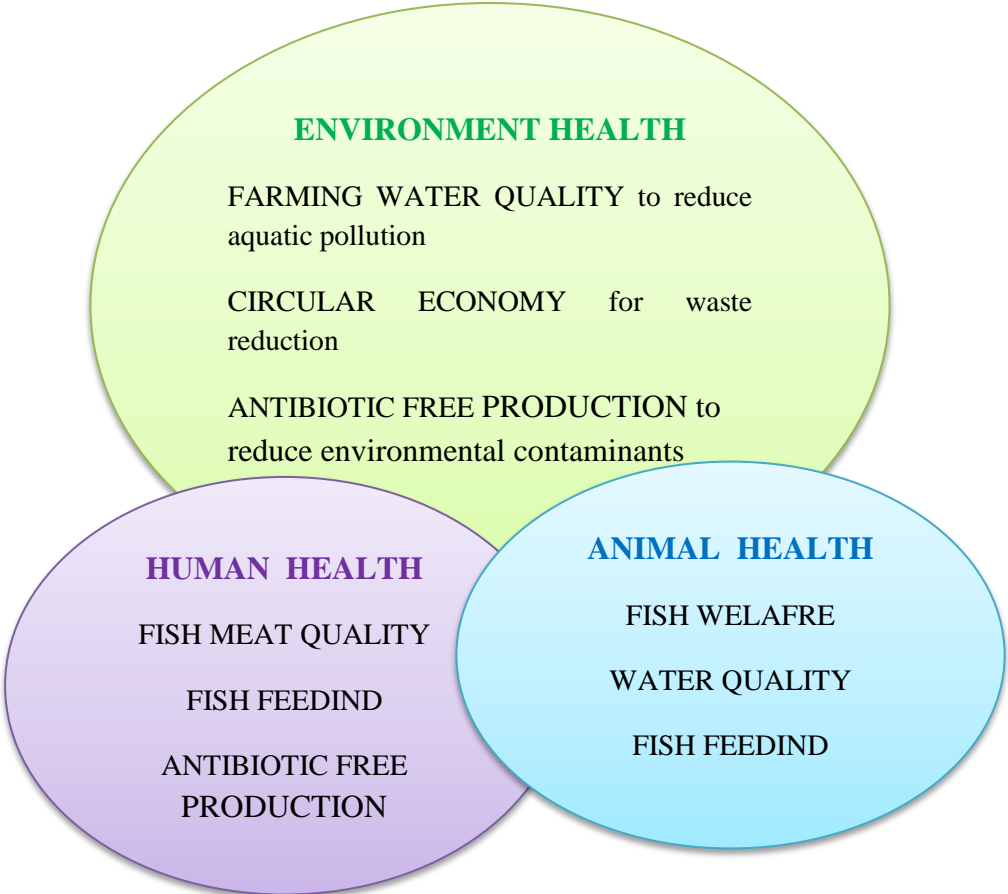 ENVIRONMENT HEALTH
FARMING WATER QUALITY to reduce
aquatic pollution
CIRCULAR ECONOMY for waste
reduction
ANTIBIOTIC FREE PRODUCTION to
reduce environmental contaminants
HUMAN HEALTH
FISH MEAT QUALITY
FISH FEEDIND
ANTIBIOTIC FREE
PRODUCTION
ANIMAL HEALTH
FISH WELAFRE
WATER QUALITY
FISH FEEDIND